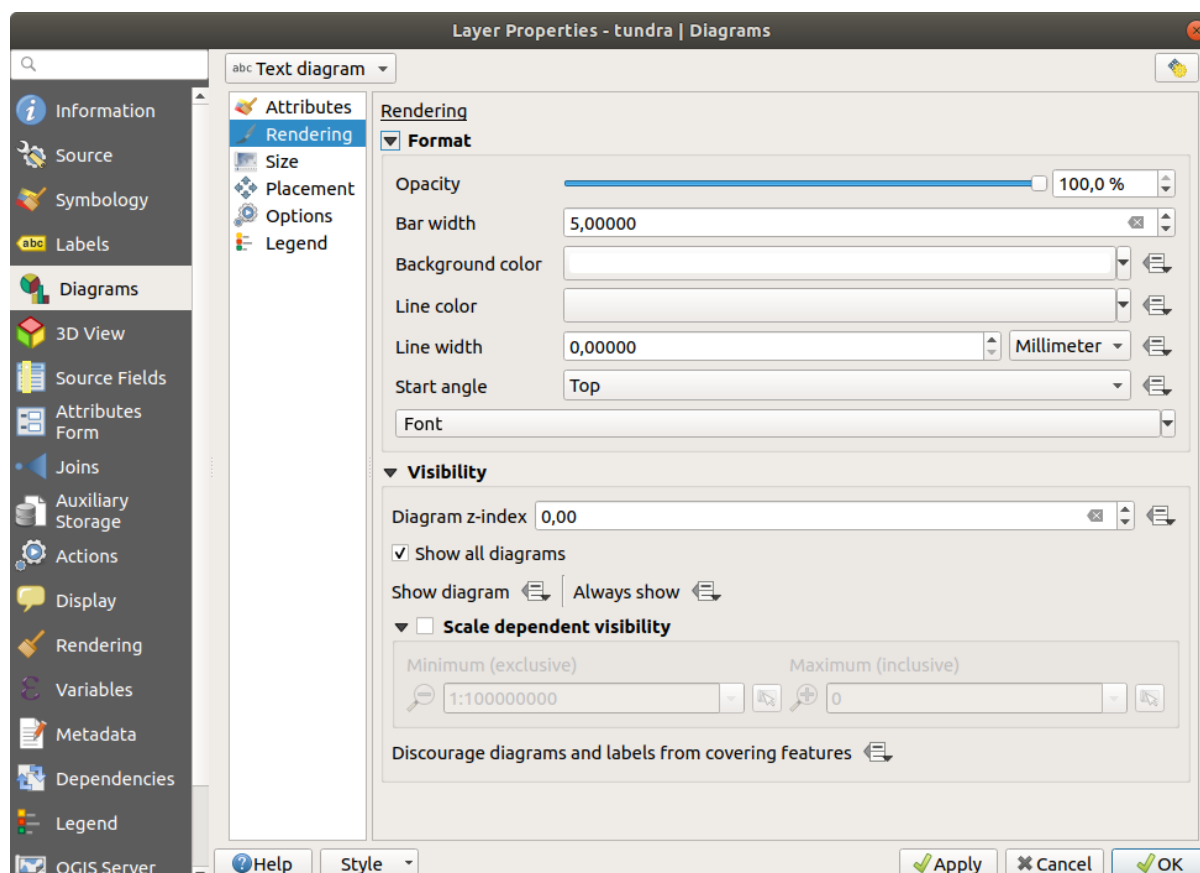 Layer Properties - tundra | Diagrams
abc Text diagram
Information
Source
Symbology
abc Labels
Diagrams
3D View
Source Fields
Attributes
Form
Joins
Auxiliary
Storage
Actions
Display
Rendering
Variables
Metadata
Dependencies
Legend
QGIS Server
Attributes
Rendering
Size
Placement
Options
Legend
Rendering
Format
Opacity 100,0 %
Bar width 5,00000
Background color
Line color
Line width 0,00000 Millimeter
Start angle Top
Font
Visibility
Diagram z-index 0,00
Show all diagrams
Show diagram Always show
Scale dependent visibility
Minimum (exclusive) Maximum (inclusive)
1:100000000 0
Discourage diagrams and labels from covering features
Help Style Apply Cancel OK